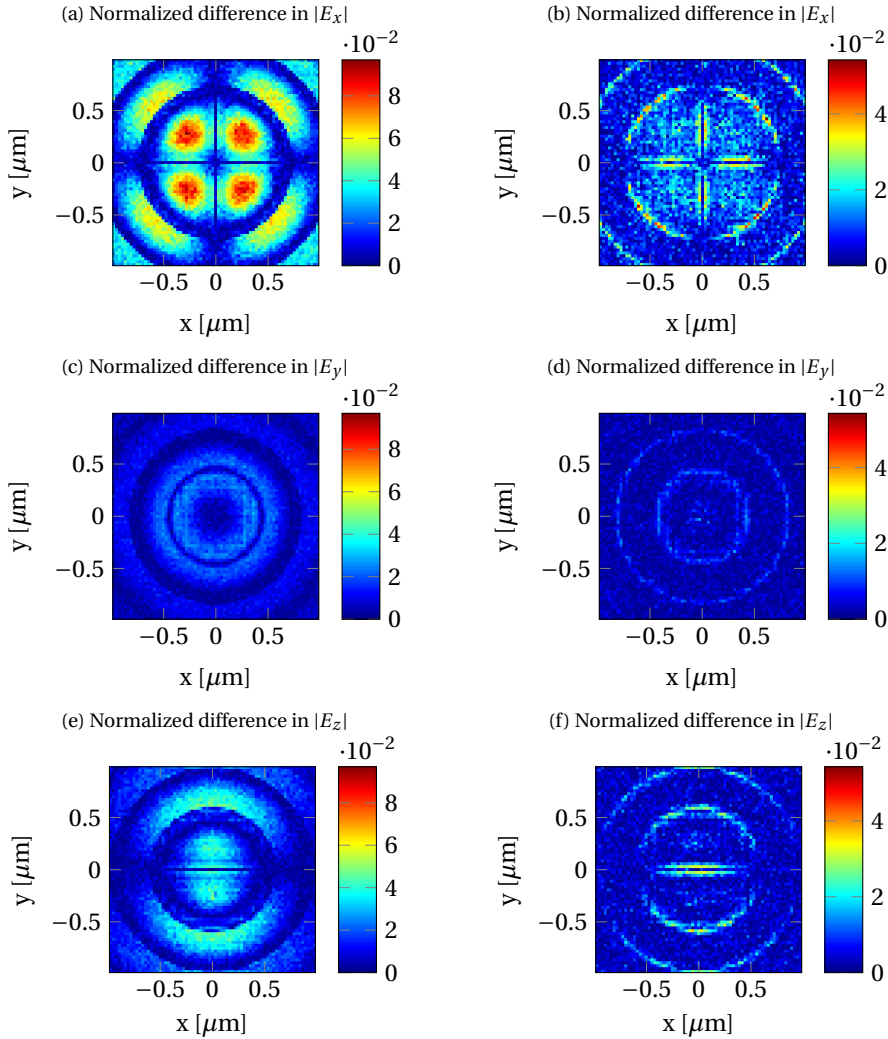 (a) Normalized difference in |E_x|
·10⁻²
8
6
4
2
0
0.5
0
−0.5
y [μm]
−0.5 0 0.5
x [μm]
(b) Normalized difference in |E_x|
·10⁻²
4
2
0
0.5
0
−0.5
y [μm]
−0.5 0 0.5
x [μm]
(c) Normalized difference in |E_y|
·10⁻²
8
6
4
2
0
0.5
0
−0.5
y [μm]
−0.5 0 0.5
x [μm]
(d) Normalized difference in |E_y|
·10⁻²
4
2
0
0.5
0
−0.5
y [μm]
−0.5 0 0.5
x [μm]
(e) Normalized difference in |E_z|
·10⁻²
8
6
4
2
0
0.5
0
−0.5
y [μm]
−0.5 0 0.5
x [μm]
(f) Normalized difference in |E_z|
·10⁻²
4
2
0
0.5
0
−0.5
y [μm]
−0.5 0 0.5
x [μm]